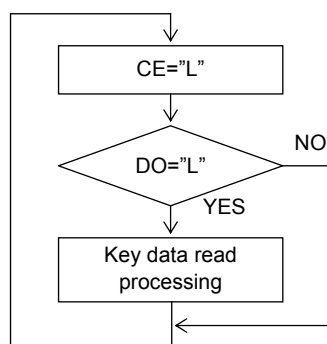 CE=”L”
NO
DO=”L”
YES
Key data read
processing